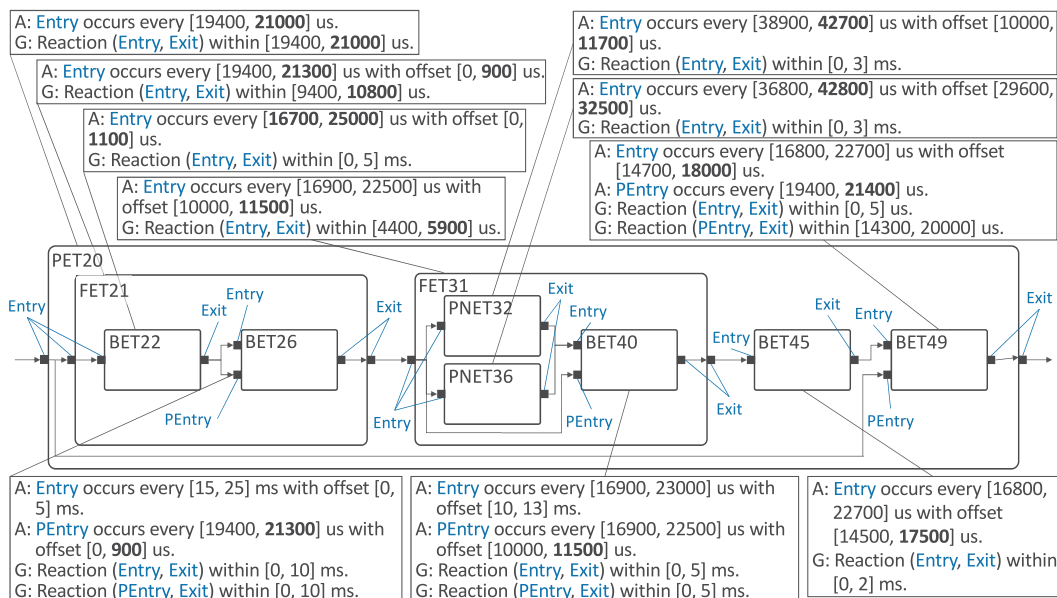 A: Entry occurs every [19400, 21000] us.
G: Reaction (Entry, Exit) within [19400, 21000] us.
A: Entry occurs every [19400, 21300] us with offset [0, 900] us.
G: Reaction (Entry, Exit) within [9400, 10800] us.
A: Entry occurs every [16700, 25000] us with offset [0,
1100] us.
G: Reaction (Entry, Exit) within [0, 5] ms.
A: Entry occurs every [16900, 22500] us with
offset [10000, 11500] us.
G: Reaction (Entry, Exit) within [4400, 5900] us.
A: Entry occurs every [38900, 42700] us with offset [10000,
11700] us.
G: Reaction (Entry, Exit) within [0, 3] ms.
A: Entry occurs every [36800, 42800] us with offset [29600,
32500] us.
G: Reaction (Entry, Exit) within [0, 3] ms.
A: Entry occurs every [16800, 22700] us with offset
[14700, 18000] us.
A: PEntry occurs every [19400, 21400] us.
G: Reaction (Entry, Exit) within [0, 5] us.
G: Reaction (PEntry, Exit) within [14300, 20000] us.
PET20
FET21
FET31
Entry
Entry
Exit
BET22
BET26
PEntry
Exit
PNET32
PNET36
Entry
Exit
Entry
BET40
PEntry
Exit
Entry
BET45
Exit
Entry
BET49
PEntry
Exit
A: Entry occurs every [15, 25] ms with offset [0,
5] ms.
A: PEntry occurs every [19400, 21300] us with
offset [0, 900] us.
G: Reaction (Entry, Exit) within [0, 10] ms.
G: Reaction (PEntry, Exit) within [0, 10] ms.
A: Entry occurs every [16900, 23000] us with
offset [10, 13] ms.
A: PEntry occurs every [16900, 22500] us with
offset [10000, 11500] us.
G: Reaction (Entry, Exit) within [0, 5] ms.
G: Reaction (PEntry, Exit) within [0, 5] ms.
A: Entry occurs every [16800,
22700] us with offset
[14500, 17500] us.
G: Reaction (Entry, Exit) within
[0, 2] ms.